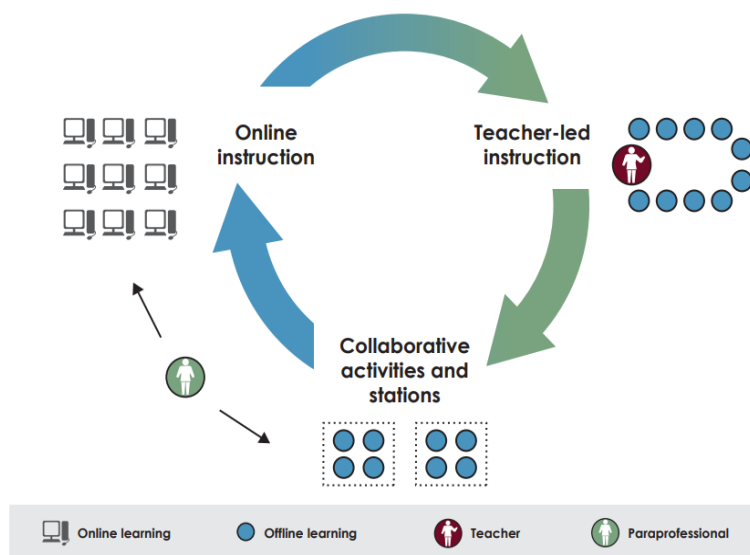 Online
instruction
Teacher-led
instruction
Collaborative
activities and
stations
Online learning
Offline learning
Teacher
Paraprofessional